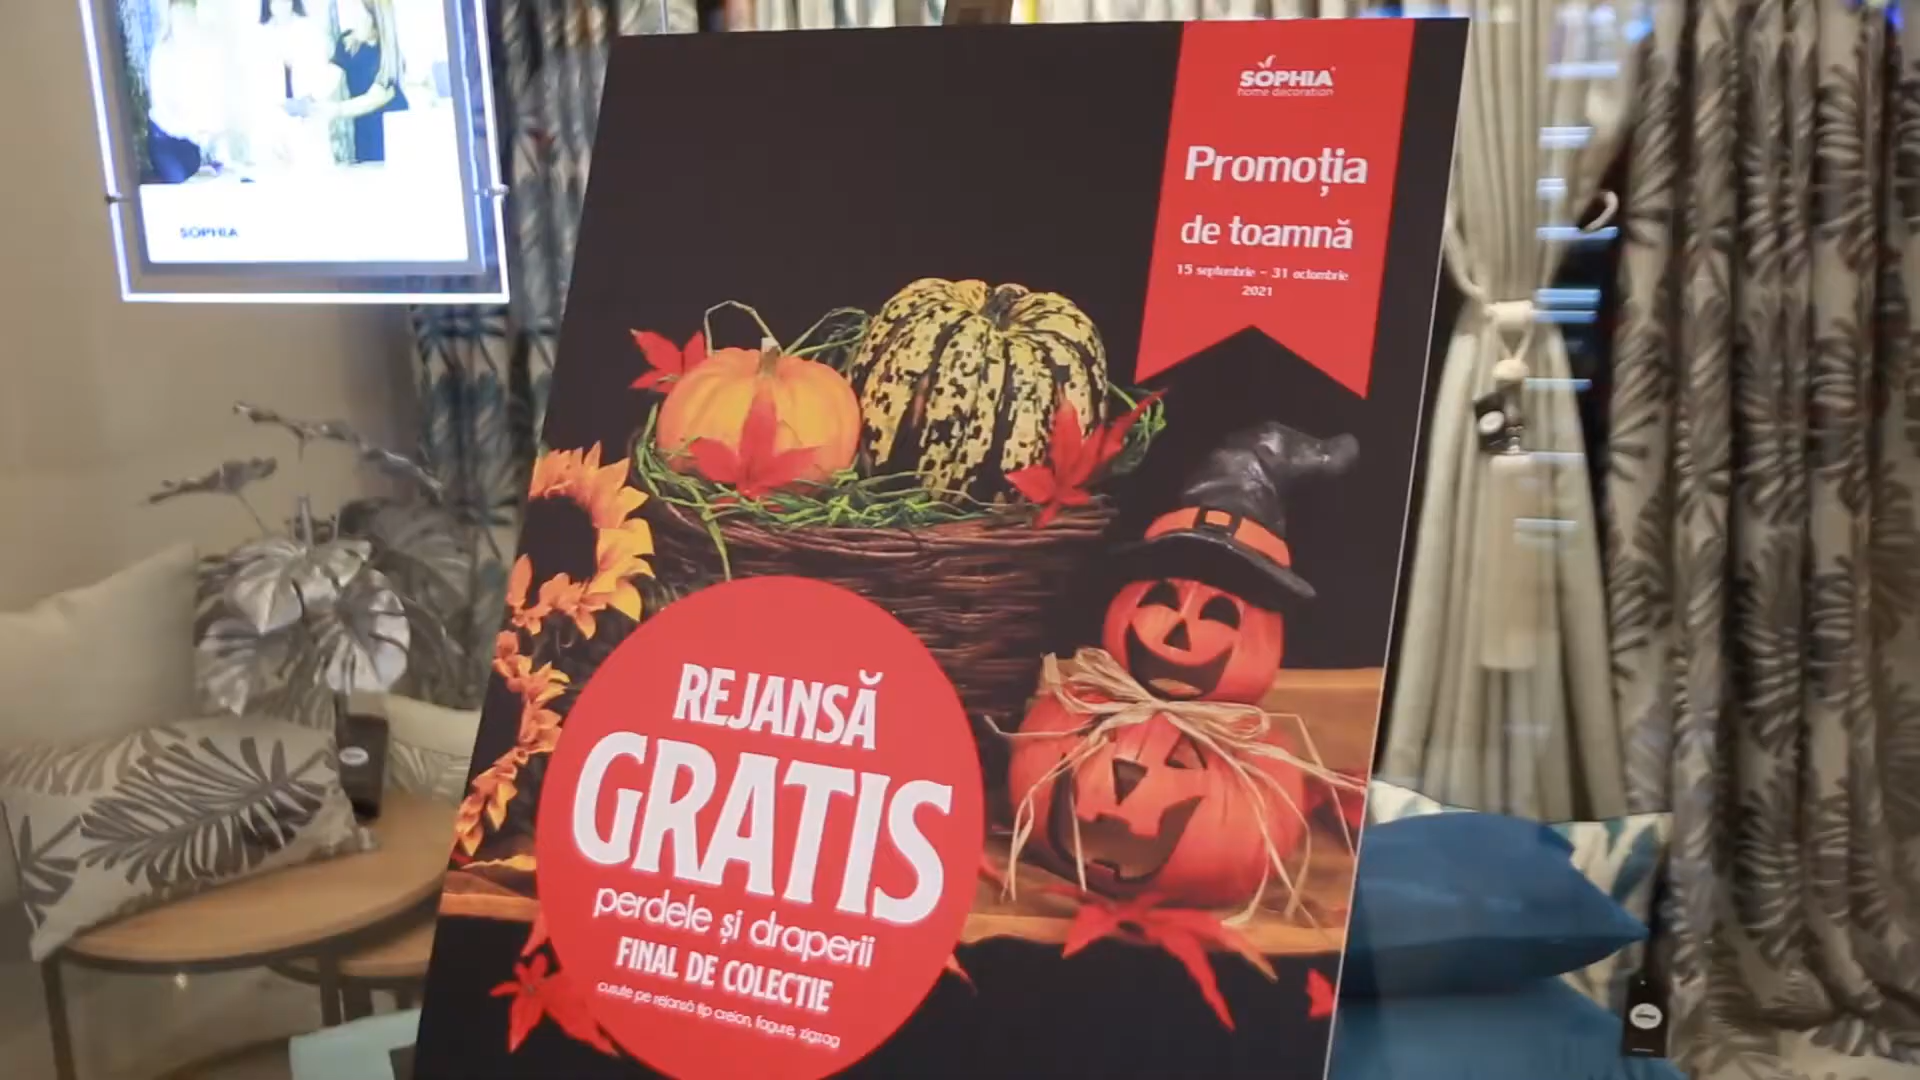 SOPHIA
SOPHIA
home decoration
Promoția
de toamnă
15 septembrie - 31 octombrie
2021
REJANSĂ
GRATIS
perdele și draperii
FINAL DE COLECTIE
cusute pe rejansă tip creion, fagure, zigzag